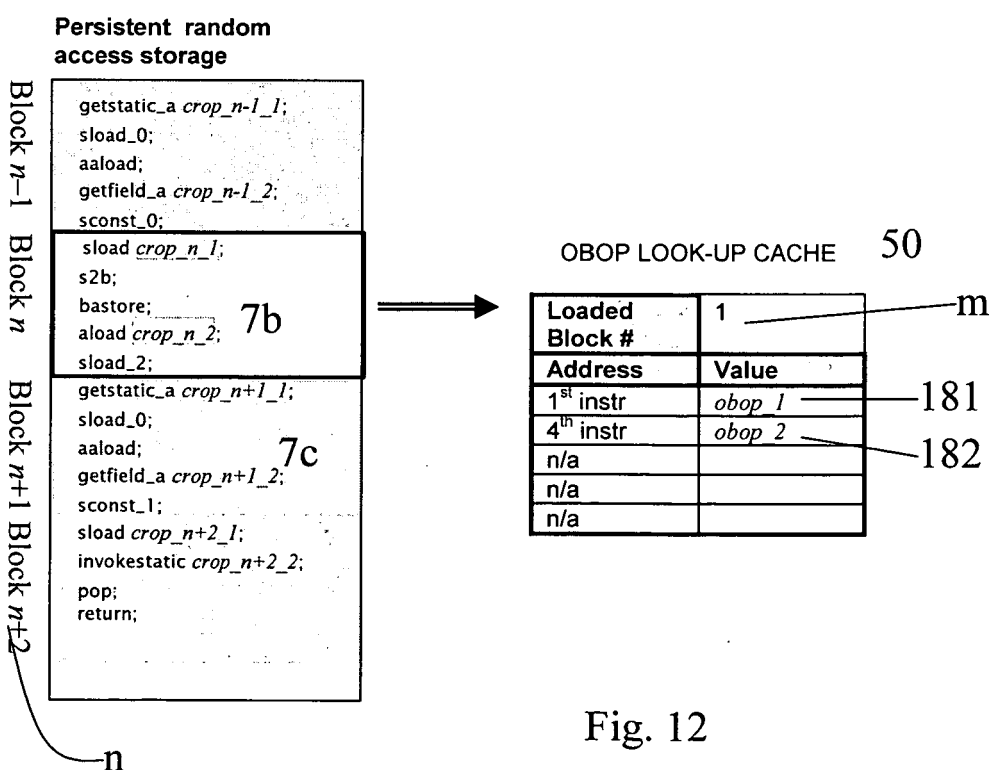 Persistent random
access storage
Block n–1
Block n
Block n+1
Block n+2
getstatic_a crop_n-1_1;
sload_0;
aaload;
getfield_a crop_n-1_2;
sconst_0;
sload crop_n_1;
s2b;
bastore;
aload crop_n_2;
sload_2;
7b
getstatic_a crop_n+1_1;
sload_0;
aaload;
getfield_a crop_n+1_2;
sconst_1;
7c
sload crop_n+2_1;
invokestatic crop_n+2_2;
pop;
return;
n
OBOP LOOK-UP CACHE 50
Loaded Block # 1
m
Address Value
1st instr obop_1 181
4th instr obop_2 182
n/a
n/a
n/a
Fig. 12